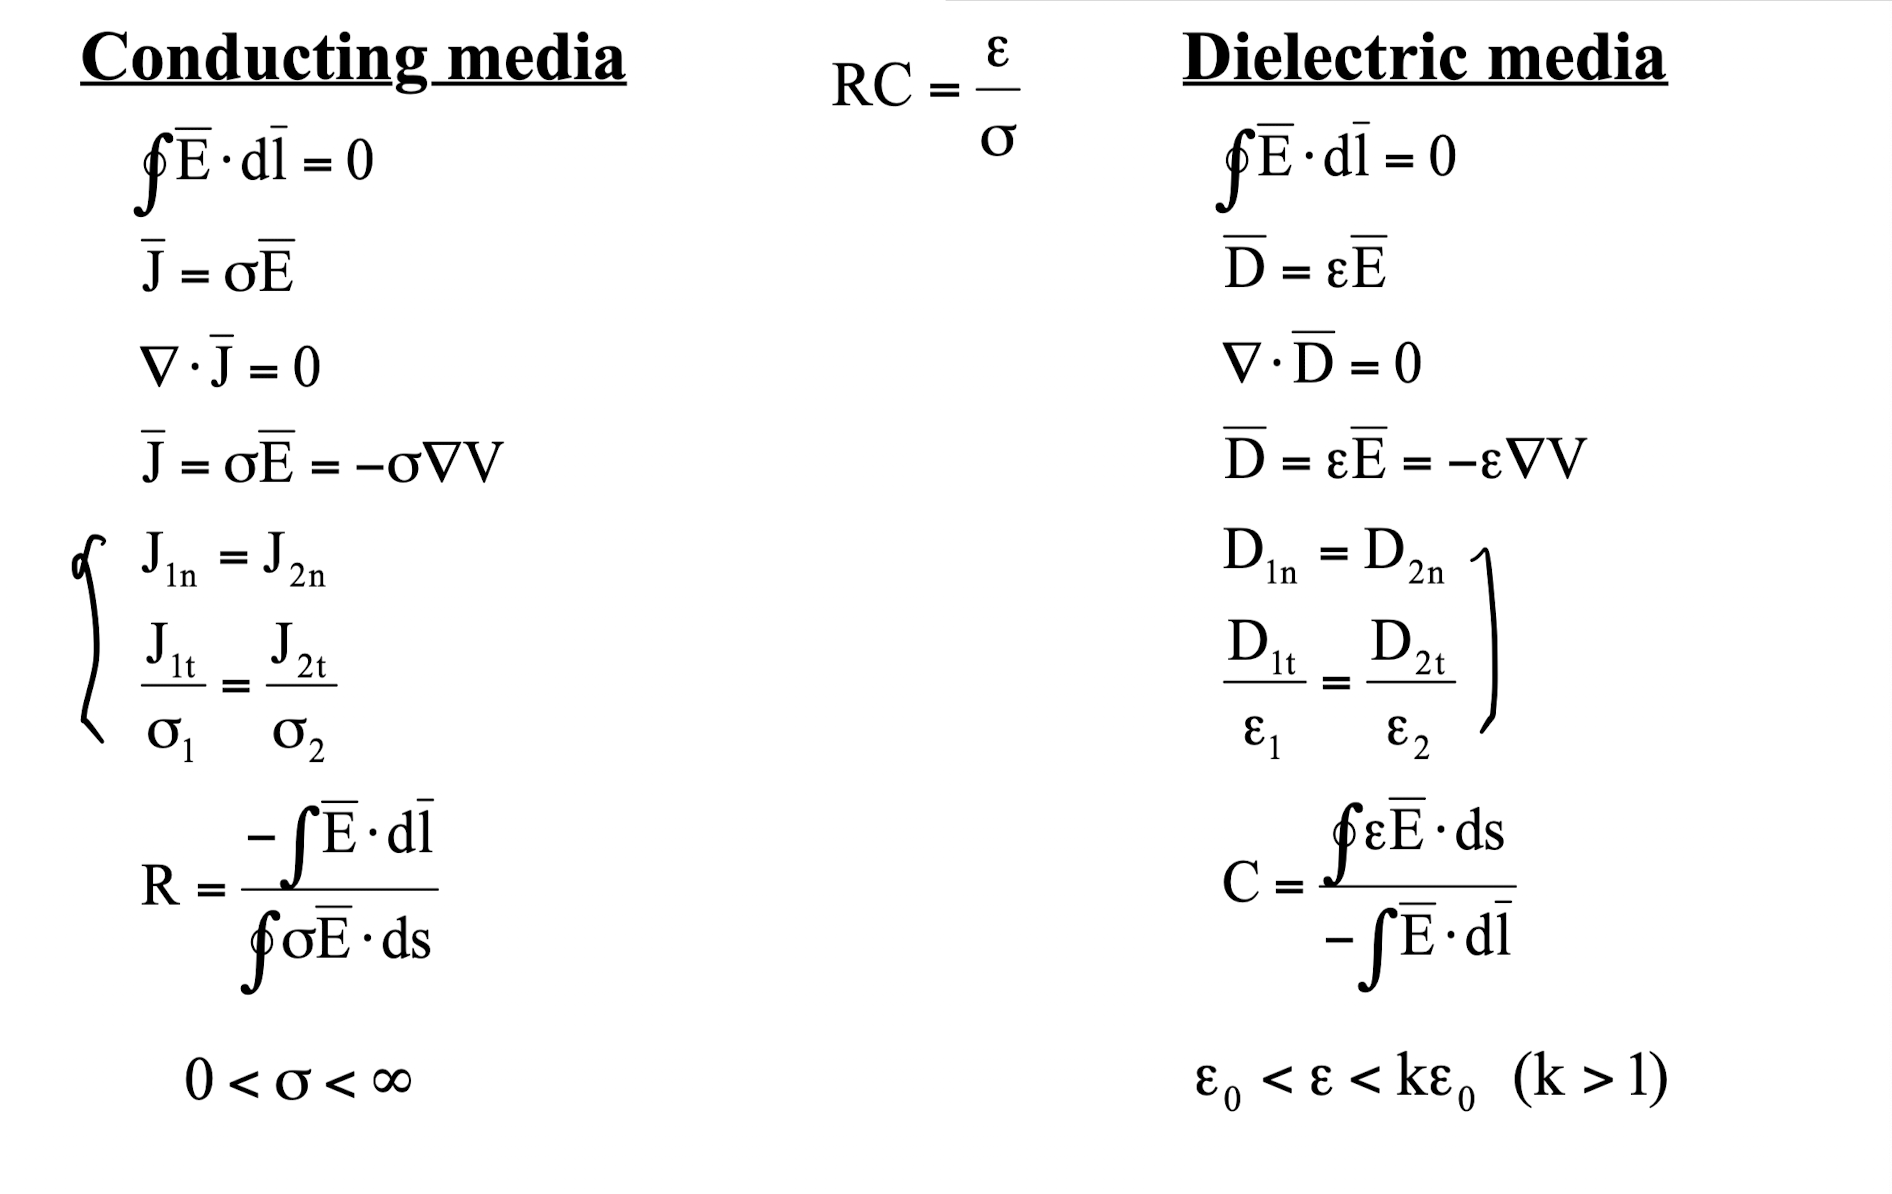 Conducting media
∮E̅ · dl̅ = 0
J̅ = σE̅
∇ · J̅ = 0
J̅ = σE̅ = −σ∇V
J₁ₙ = J₂ₙ
J₁ₜ/σ₁ = J₂ₜ/σ₂
R = −∫E̅ · dl̅ / ∮σE̅ · ds
0 < σ < ∞
RC = ε/σ
Dielectric media
∮E̅ · dl̅ = 0
D̅ = εE̅
∇ · D̅ = 0
D̅ = εE̅ = −ε∇V
D₁ₙ = D₂ₙ
D₁ₜ/ε₁ = D₂ₜ/ε₂
C = ∮εE̅ · ds / −∫E̅ · dl̅
ε₀ < ε < kε₀ (k > 1)